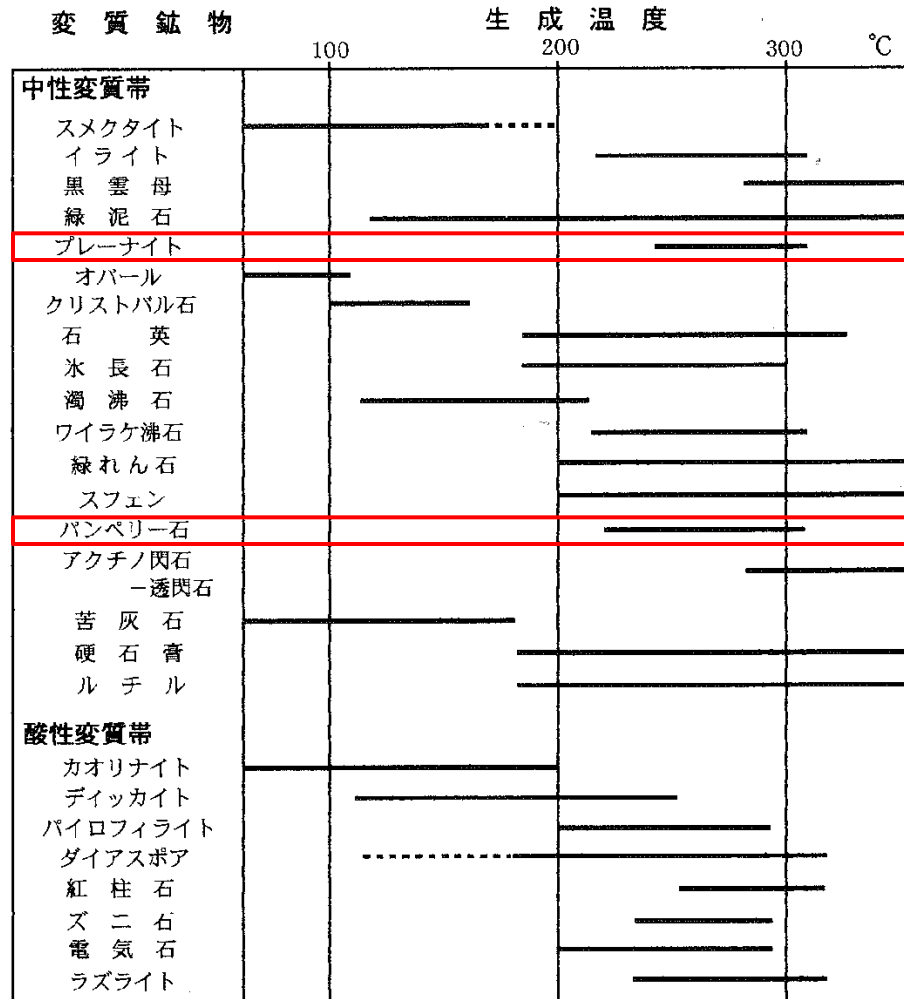 変質鉱物 生成温度
100 200 300 °C
中性変質帯
スメクタイト
イライト
黒雲母
緑泥石
プレーナイト
オパール
クリストバル石
石英
氷長石
濁沸石
ワイラケ沸石
緑れん石
スフェン
パンペリー石
アクチノ閃石
－透閃石
苦灰石
硬石膏
ルチル
酸性変質帯
カオリナイト
ディッカイト
パイロフィライト
ダイアスポア
紅柱石
ズニ石
電気石
ラズライト